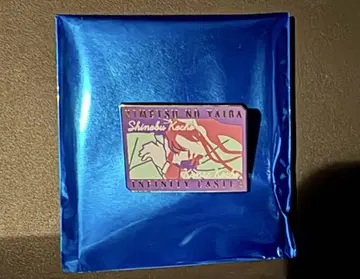 KIMETSU NO YAIBA
Shinobu Kocho
INFINITY CASTLE